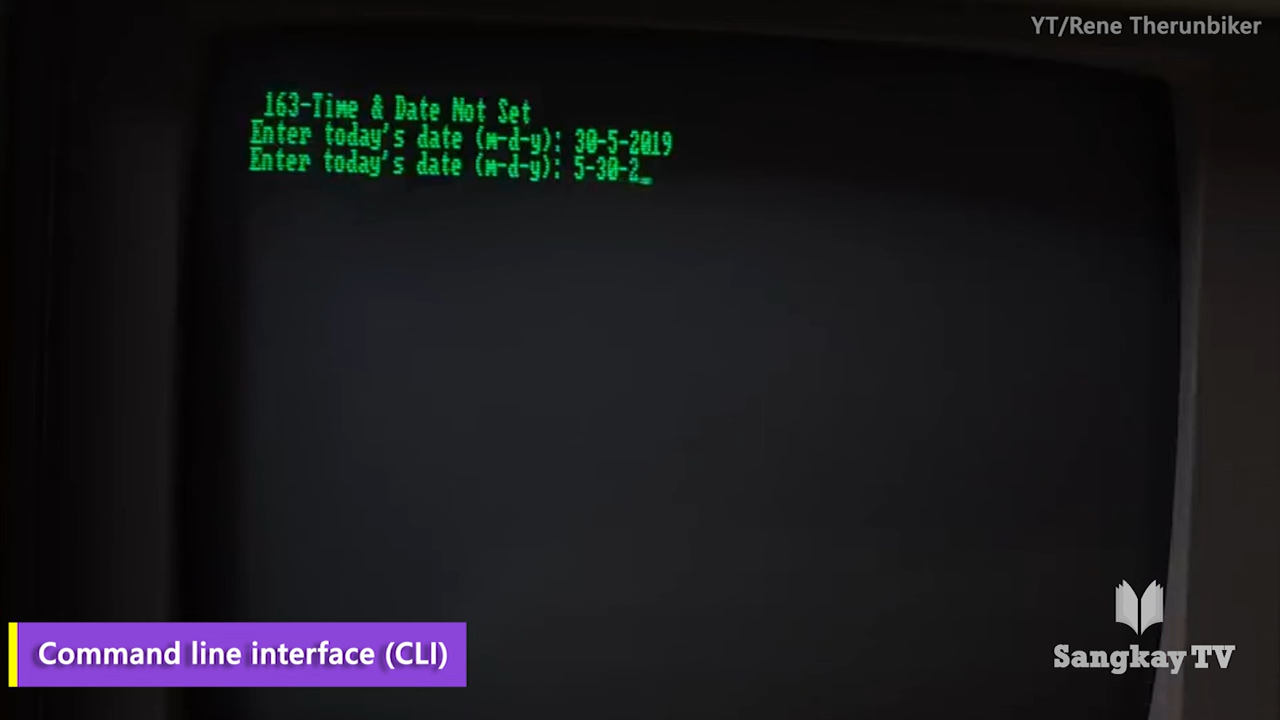 YT/Rene Therunbiker
163-Time & Date Not Set
Enter today's date (m-d-y): 30-5-2019
Enter today's date (m-d-y): 5-30-2_
Command line interface (CLI)
Sangkay TV